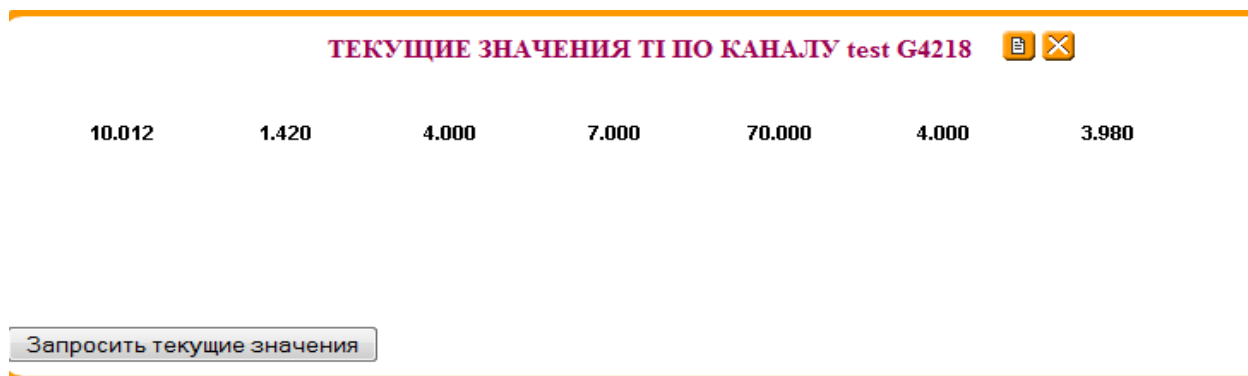 ТЕКУЩИЕ ЗНАЧЕНИЯ TI ПО КАНАЛУ test G4218
10.012 1.420 4.000 7.000 70.000 4.000 3.980
Запросить текущие значения